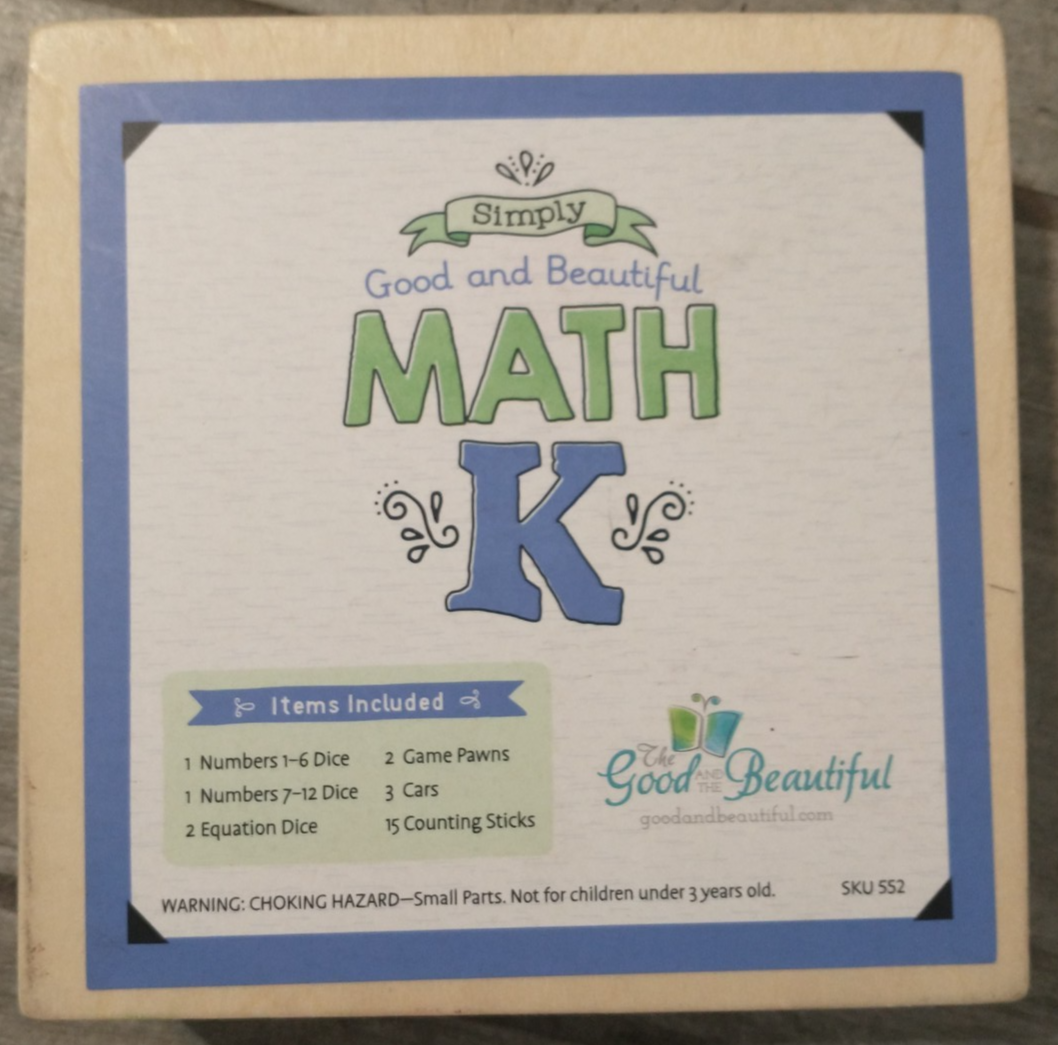 Simply
Good and Beautiful
MATH
K
Items Included
1 Numbers 1–6 Dice
1 Numbers 7–12 Dice
2 Equation Dice
2 Game Pawns
3 Cars
15 Counting Sticks
The
Good AND THE Beautiful
goodandbeautiful.com
WARNING: CHOKING HAZARD—Small Parts. Not for children under 3 years old.
SKU 552